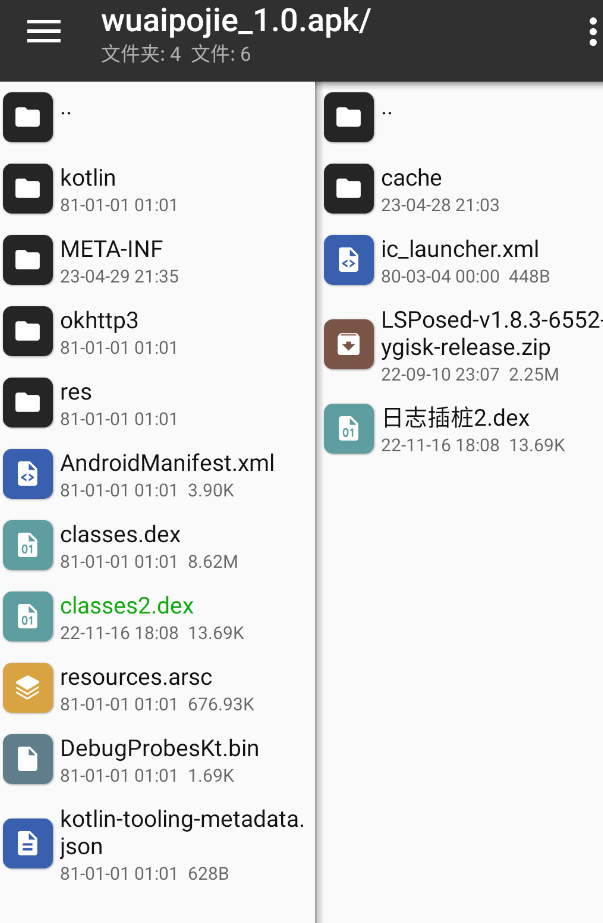 wuaipojie_1.0.apk/
文件夹: 4 文件: 6
..
kotlin
81-01-01 01:01
META-INF
23-04-29 21:35
okhttp3
81-01-01 01:01
res
81-01-01 01:01
AndroidManifest.xml
81-01-01 01:01 3.90K
classes.dex
81-01-01 01:01 8.62M
classes2.dex
22-11-16 18:08 13.69K
resources.arsc
81-01-01 01:01 676.93K
DebugProbesKt.bin
81-01-01 01:01 1.69K
kotlin-tooling-metadata.
json
81-01-01 01:01 628B
..
cache
23-04-28 21:03
ic_launcher.xml
80-03-04 00:00 448B
LSPosed-v1.8.3-6552-
ygisk-release.zip
22-09-10 23:07 2.25M
日志插桩2.dex
22-11-16 18:08 13.69K